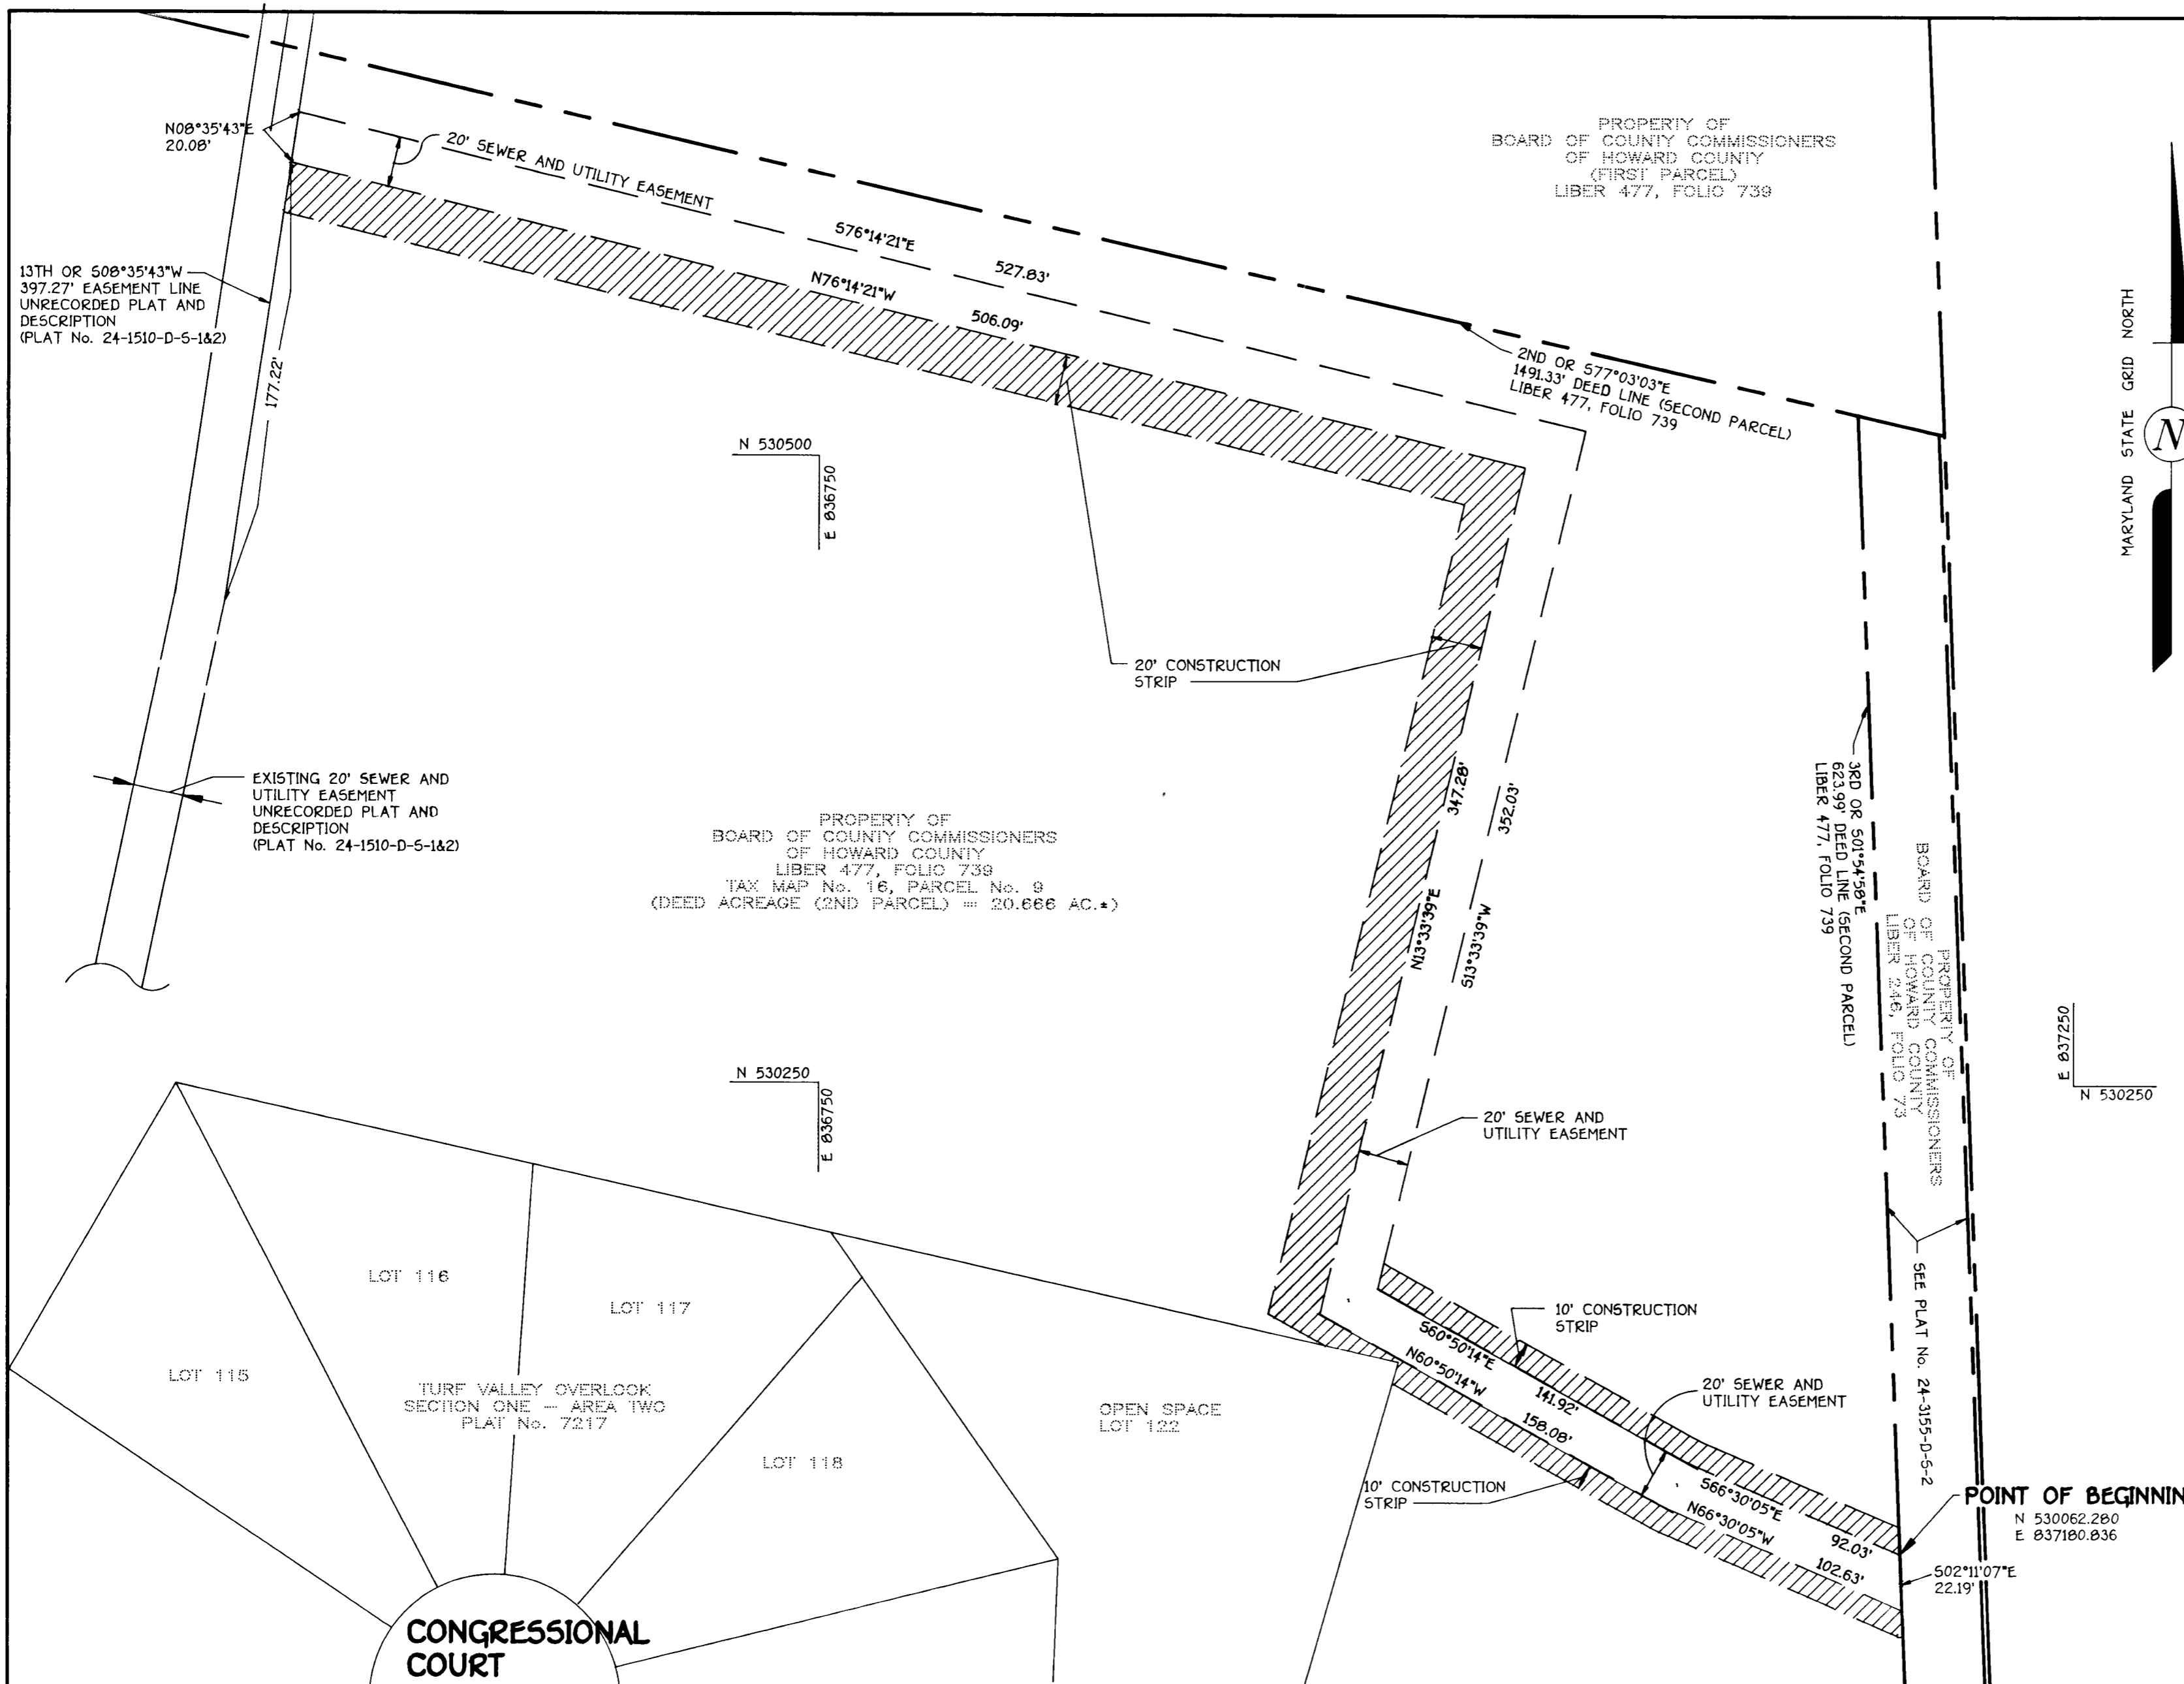 N08°35'43"E
20.08'
20' SEWER AND UTILITY EASEMENT
PROPERTY OF
BOARD OF COUNTY COMMISSIONERS
OF HOWARD COUNTY
(FIRST PARCEL)
LIBER 477, FOLIO 739
S76°14'21"E
527.83'
N76°14'21"W
506.09'
13TH OR S08°35'43"W
397.27' EASEMENT LINE
UNRECORDED PLAT AND
DESCRIPTION
(PLAT No. 24-1510-D-S-1&2)
177.22'
2ND OR S77°03'03"E
1491.33' DEED LINE (SECOND PARCEL)
LIBER 477, FOLIO 739
MARYLAND STATE GRID NORTH
N
N 530500
E 836750
20' CONSTRUCTION
STRIP
EXISTING 20' SEWER AND
UTILITY EASEMENT
UNRECORDED PLAT AND
DESCRIPTION
(PLAT No. 24-1510-D-S-1&2)
PROPERTY OF
BOARD OF COUNTY COMMISSIONERS
OF HOWARD COUNTY
LIBER 477, FOLIO 739
TAX MAP No. 16, PARCEL No. 9
(DEED ACREAGE (2ND PARCEL) = 20.666 AC.±)
347.28'
352.03'
N13°33'39"E
S13°33'39"W
3RD OR S01°54'58"E
623.99' DEED LINE (SECOND PARCEL)
LIBER 477, FOLIO 739
PROPERTY OF
BOARD OF COUNTY COMMISSIONERS
OF HOWARD COUNTY
LIBER 246, FOLIO 73
E 837250
N 530250
N 530250
E 836750
20' SEWER AND
UTILITY EASEMENT
SEE PLAT No. 24-3155-D-S-2
LOT 116
LOT 117
LOT 115
TURF VALLEY OVERLOOK
SECTION ONE - AREA TWO
PLAT No. 7217
LOT 118
OPEN SPACE
LOT 122
10' CONSTRUCTION
STRIP
S60°50'14"E
141.92'
N60°50'14"W
158.08'
20' SEWER AND
UTILITY EASEMENT
10' CONSTRUCTION
STRIP
S66°30'05"E
92.03'
N66°30'05"W
102.63'
POINT OF BEGINNIN
N 530062.280
E 837180.836
S02°11'07"E
22.19'
CONGRESSIONAL
COURT